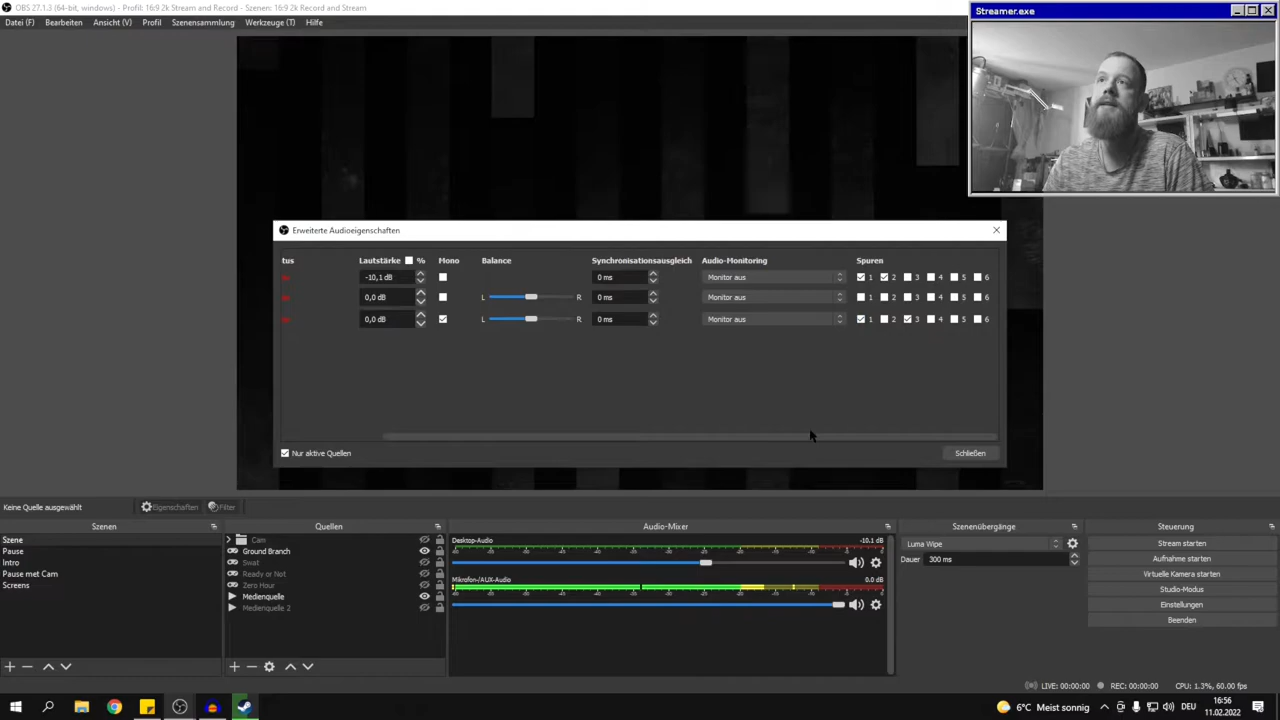 OBS 27.1.3 (64-bit, windows) - Profil: 16:9 2k Stream and Record - Szenen: 16:9 2k Record and Stream
Datei (F) Bearbeiten Ansicht (V) Profil Szenensammlung Werkzeuge (T) Hilfe
Streamer.exe
Erweiterte Audioeigenschaften
tus Lautstärke % Mono Balance Synchronisationsausgleich Audio-Monitoring Spuren
-10,1 dB 0 ms Monitor aus 1 2 3 4 5 6
0,0 dB L R 0 ms Monitor aus 1 2 3 4 5 6
0,0 dB L R 0 ms Monitor aus 1 2 3 4 5 6
Nur aktive Quellen Schließen
Keine Quelle ausgewählt Eigenschaften Filter
Szenen Quellen Audio-Mixer Szenenübergänge Steuerung
Szene
Pause
Intro
Pause met Cam
Screens
Cam
Ground Branch
Swat
Ready or Not
Zero Hour
Medienquelle
Medienquelle 2
Desktop-Audio -10.1 dB
Mikrofon-/AUX-Audio 0.0 dB
Luma Wipe
Dauer 300 ms
Stream starten
Aufnahme starten
Virtuelle Kamera starten
Studio-Modus
Einstellungen
Beenden
LIVE: 00:00:00 REC: 00:00:00 CPU: 1.3%, 60.00 fps
6°C Meist sonnig DEU 16:56
11.02.2022